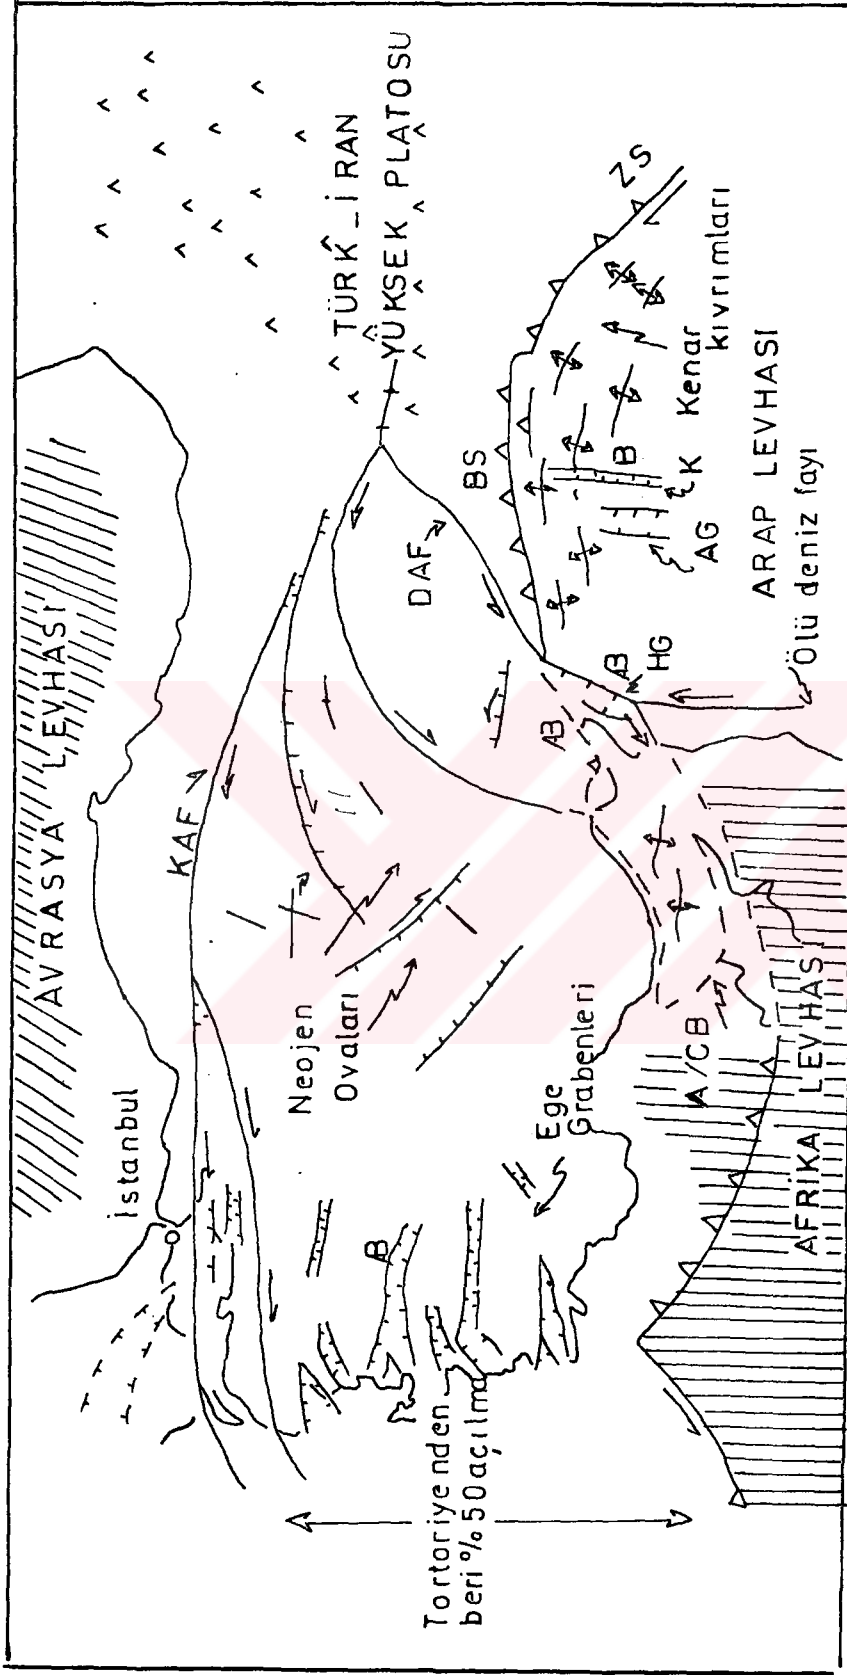 AVRASYA LEVHASI
İstanbul
KAF
TÜRK_İRAN
YÜKSEK PLATOSU
Neojen
Ovaları
DAF
BS
ZS
B
Ege
Grabenleri
AB
AB
HG
AG
K
B
Kenar
kıvrımları
ARAP LEVHASI
Ölü deniz fayı
A/CB
AFRİKA LEVHASI
Tortoriyenden
beri %50 açılma